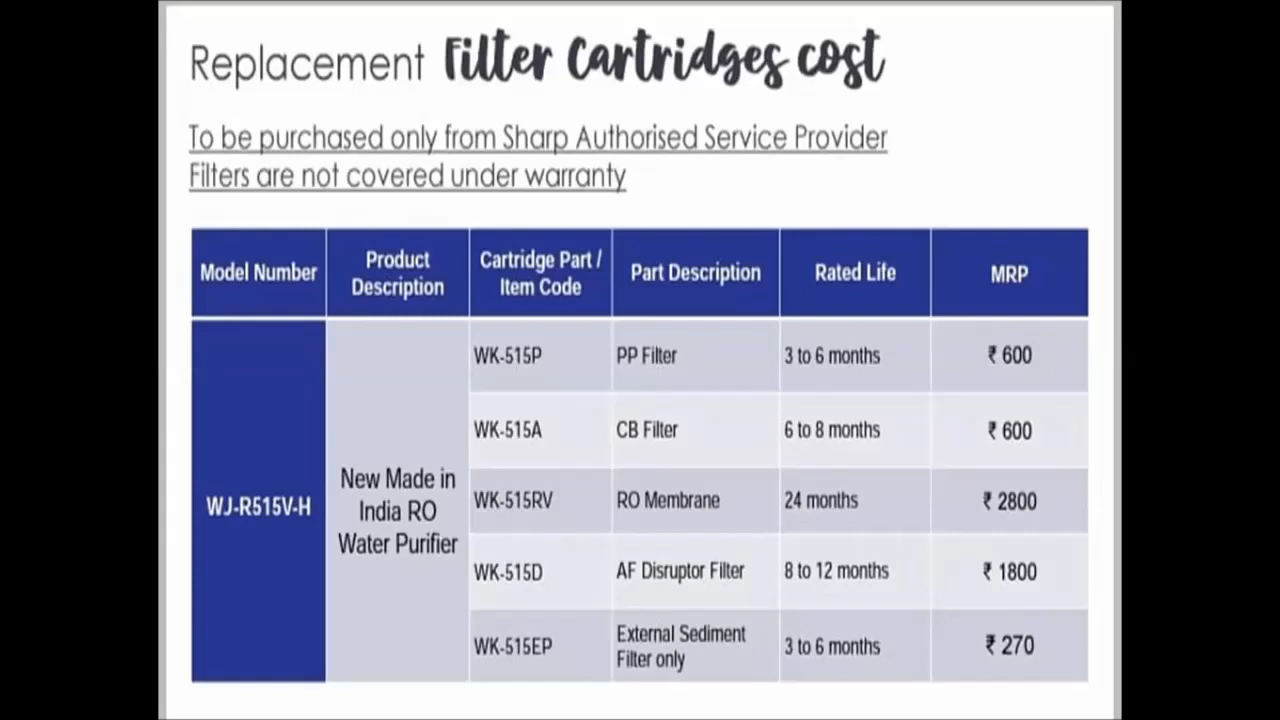 Replacement Filter Cartridges cost
To be purchased only from Sharp Authorised Service Provider
Filters are not covered under warranty
Model Number
Product
Description
Cartridge Part /
Item Code
Part Description
Rated Life
MRP
WJ-R515V-H
New Made in
India RO
Water Purifier
WK-515P
PP Filter
3 to 6 months
₹ 600
WK-515A
CB Filter
6 to 8 months
₹ 600
WK-515RV
RO Membrane
24 months
₹ 2800
WK-515D
AF Disruptor Filter
8 to 12 months
₹ 1800
WK-515EP
External Sediment
Filter only
3 to 6 months
₹ 270